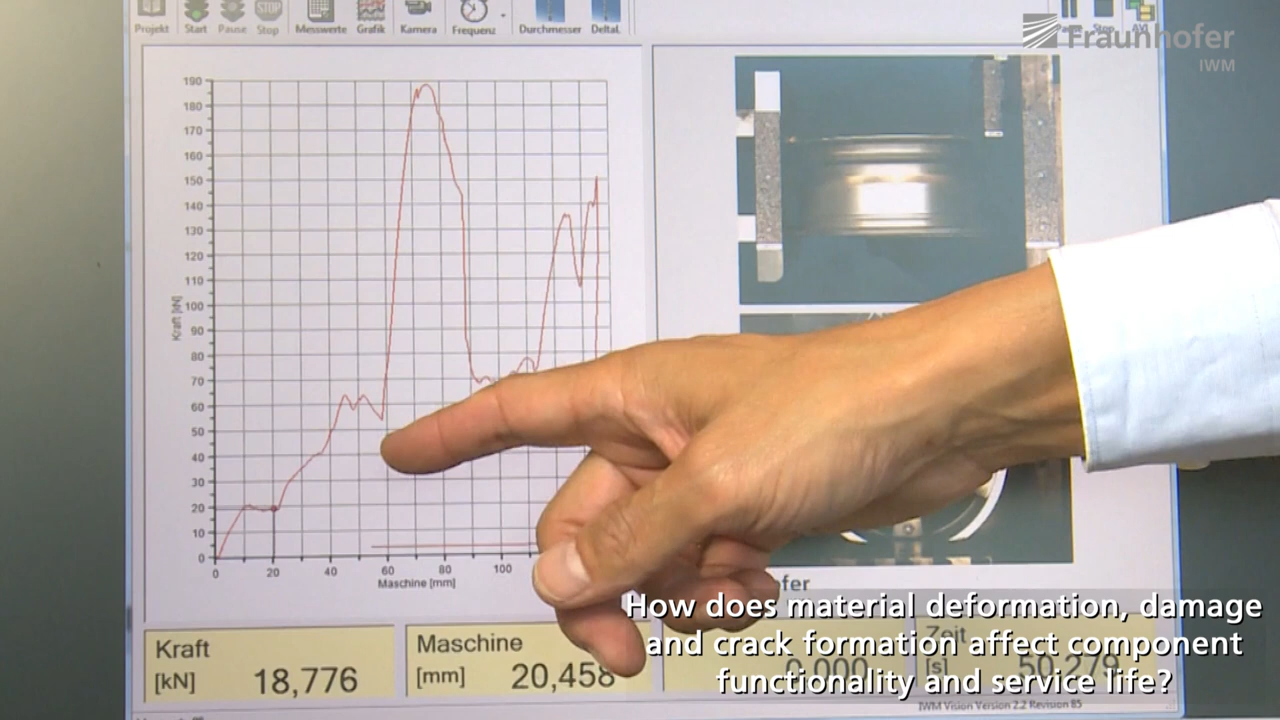 Projekt Start Pause Stop Messwerte Grafik Kamera Frequenz Durchmesser Delta L
STOP
Fraunhofer
IWM
190
180
170
160
150
140
130
120
110
100
90
80
70
60
50
40
30
20
10
0
Kraft [kN]
0 20 40 60 80 100
Maschine [mm]
Kraft
[kN] 18,776
Maschine
[mm] 20,458
0,000
Zeit
[s] 50,279
How does material deformation, damage
and crack formation affect component
functionality and service life?
IWM Vision Version 2.2 Revision 85